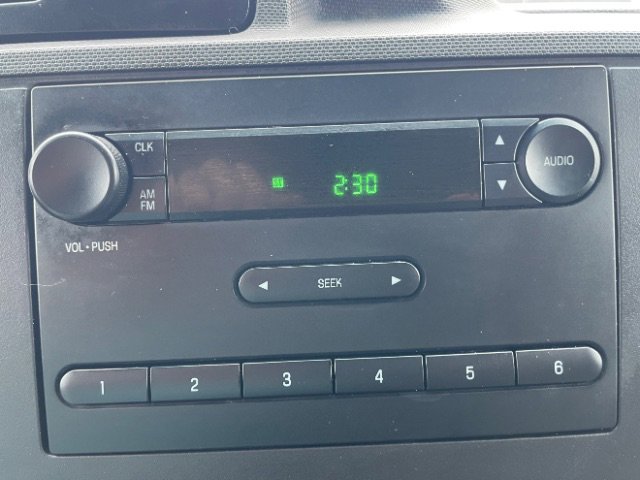 CLK
AM
FM
2:30
▲
▼
AUDIO
VOL • PUSH
◄ SEEK ►
1 2 3 4 5 6